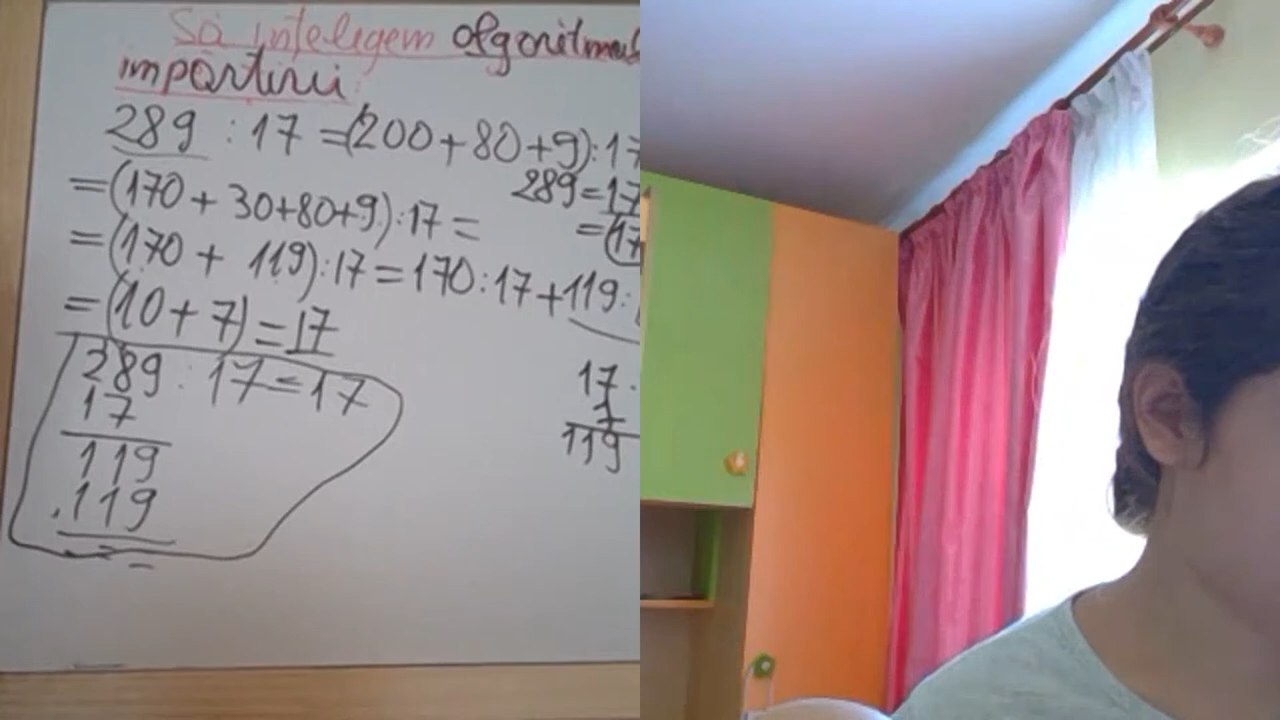 Să înțelegem algoritmul
împărțirii
289 : 17 = (200 + 80 + 9) : 17
= (170 + 30 + 80 + 9) : 17 =
289 = 17
= (17
= (170 + 119) : 17 = 170 : 17 + 119 :
= (10 + 7) = 17
289 : 17 = 17
17
119
119
=
17 ·
119